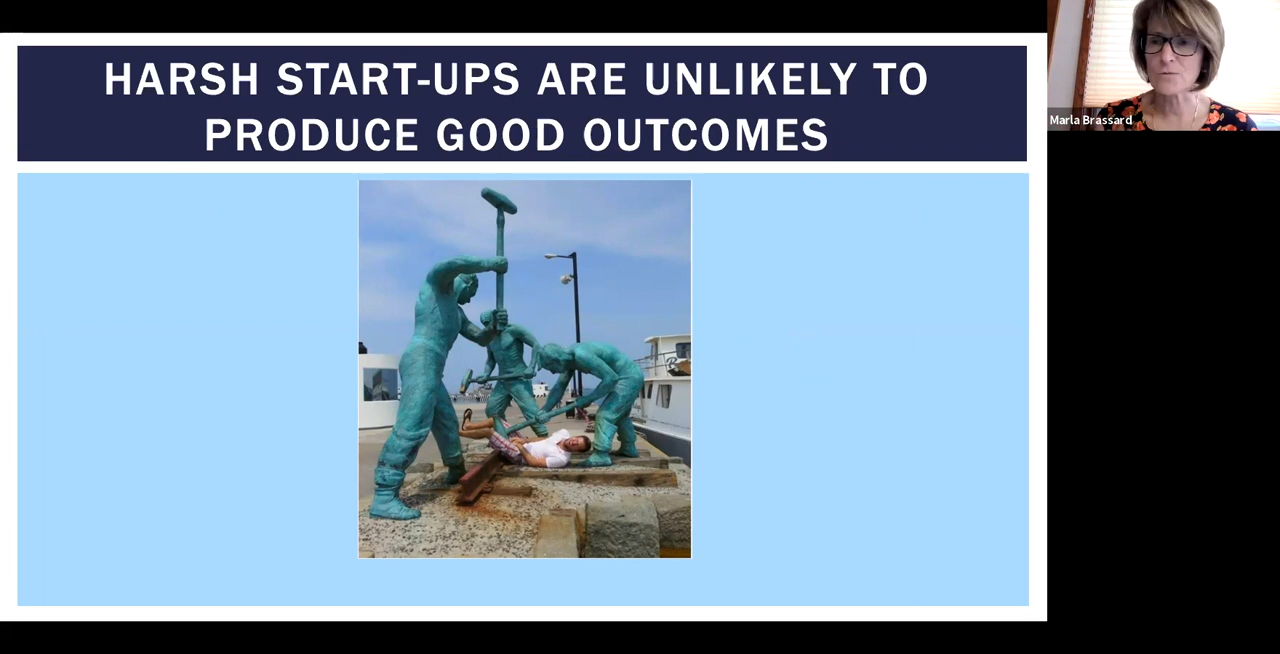 HARSH START-UPS ARE UNLIKELY TO
PRODUCE GOOD OUTCOMES
Marla Brassard